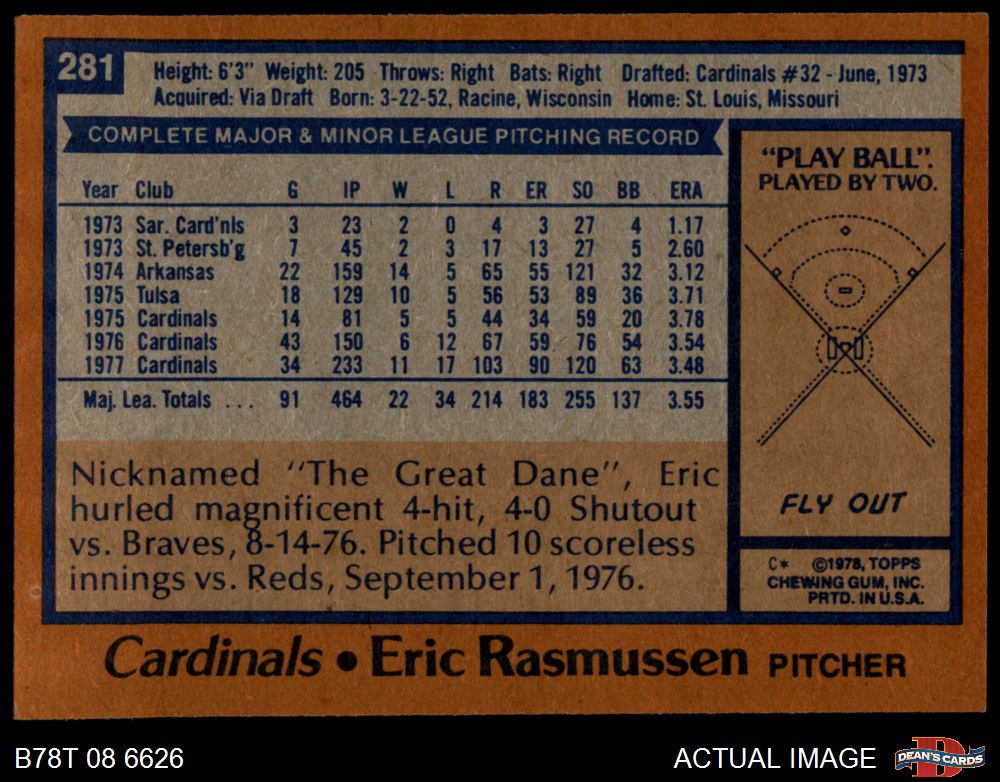 281
Height: 6'3" Weight: 205 Throws: Right Bats: Right Drafted: Cardinals #32 - June, 1973
Acquired: Via Draft Born: 3-22-52, Racine, Wisconsin Home: St. Louis, Missouri
COMPLETE MAJOR & MINOR LEAGUE PITCHING RECORD
Year Club G IP W L R ER SO BB ERA
1973 Sar. Card'nls 3 23 2 0 4 3 27 4 1.17
1973 St. Petersb'g 7 45 2 3 17 13 27 5 2.60
1974 Arkansas 22 159 14 5 65 55 121 32 3.12
1975 Tulsa 18 129 10 5 56 53 89 36 3.71
1975 Cardinals 14 81 5 5 44 34 59 20 3.78
1976 Cardinals 43 150 6 12 67 59 76 54 3.54
1977 Cardinals 34 233 11 17 103 90 120 63 3.48
Maj. Lea. Totals ... 91 464 22 34 214 183 255 137 3.55
Nicknamed "The Great Dane", Eric
hurled magnificent 4-hit, 4-0 Shutout
vs. Braves, 8-14-76. Pitched 10 scoreless
innings vs. Reds, September 1, 1976.
"PLAY BALL".
PLAYED BY TWO.
FLY OUT
C* ©1978, TOPPS
CHEWING GUM, INC.
PRTD. IN U.S.A.
Cardinals • Eric Rasmussen PITCHER
B78T 08 6626
ACTUAL IMAGE
D
DEAN'S CARDS